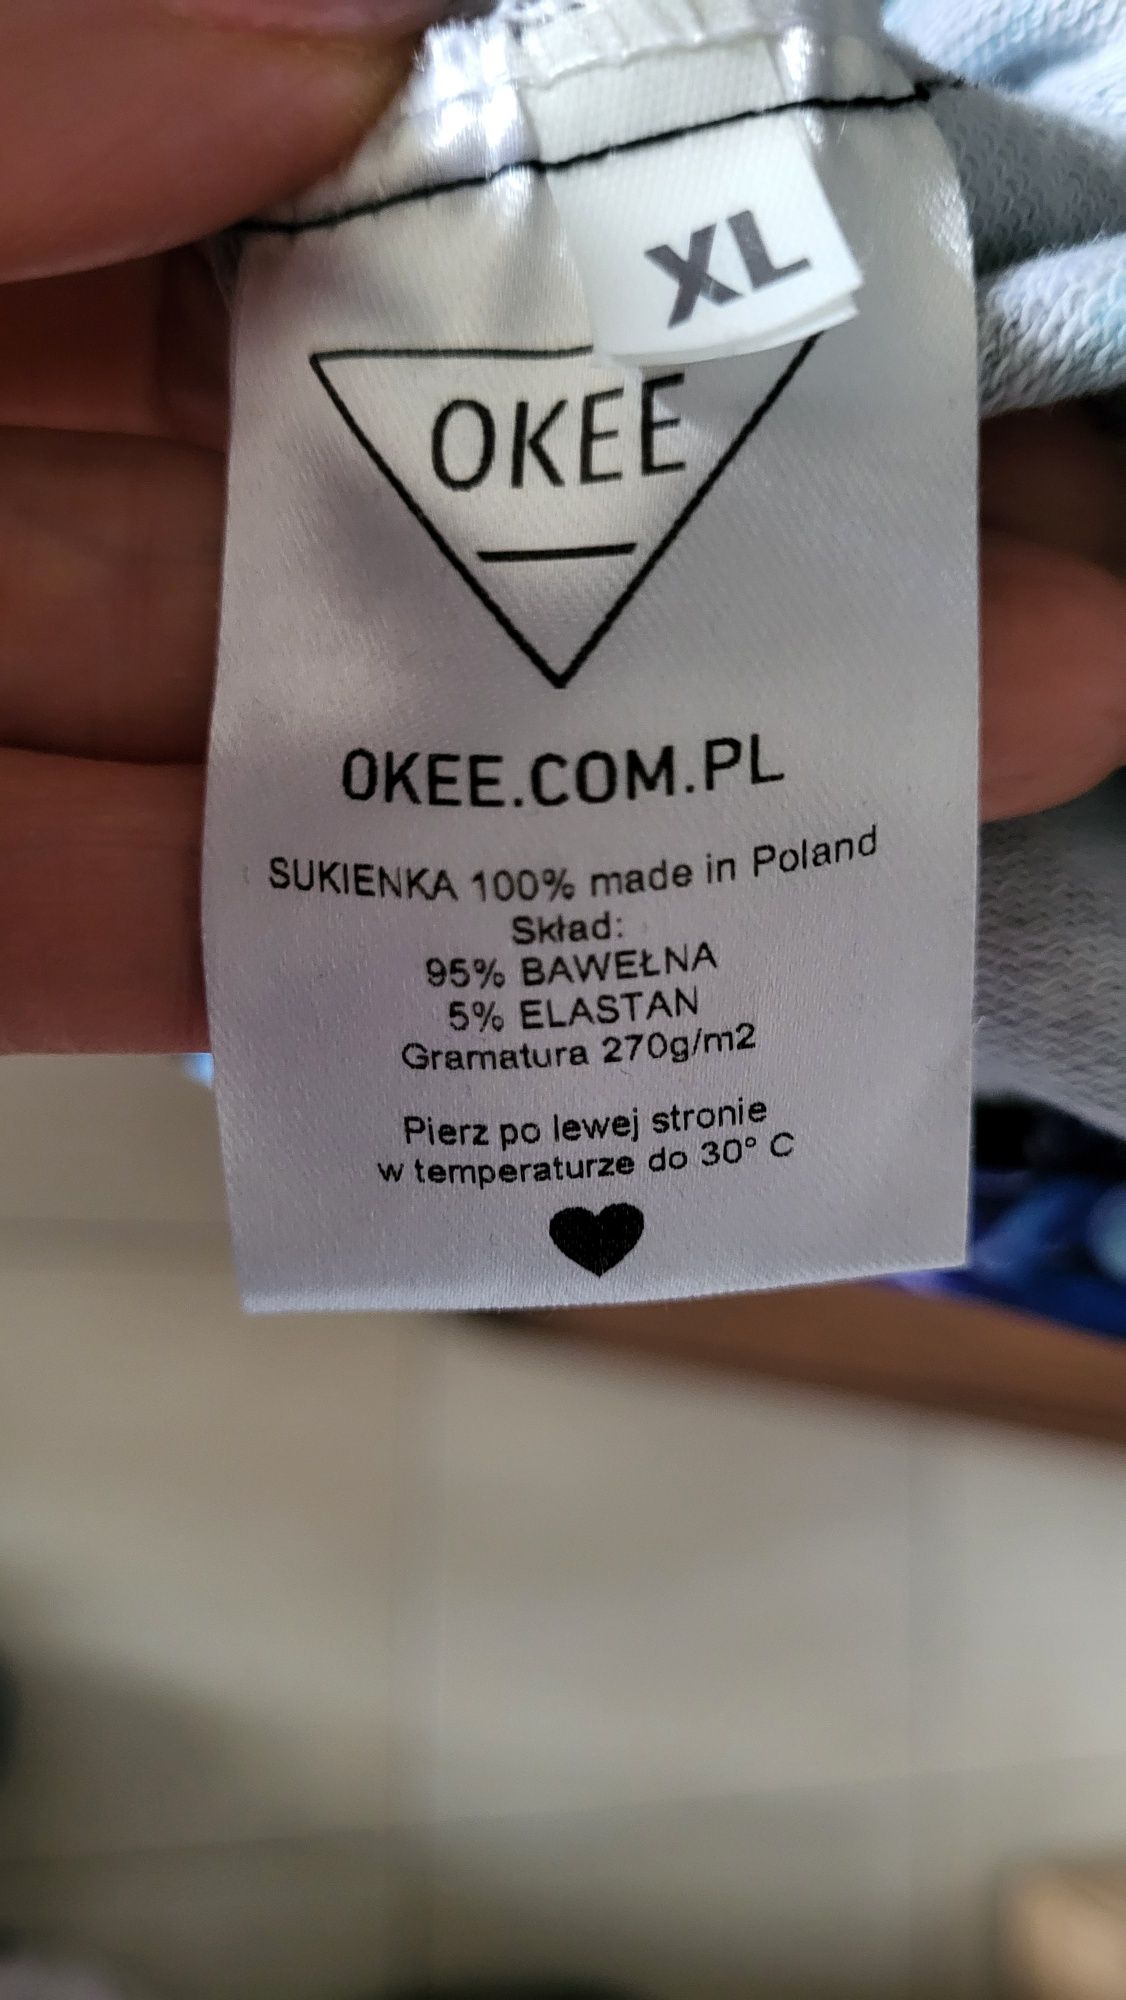 XL
OKEE
OKEE.COM.PL
SUKIENKA 100% made in Poland
Skład:
95% BAWEŁNA
5% ELASTAN
Gramatura 270g/m2
Pierz po lewej stronie
w temperaturze do 30° C